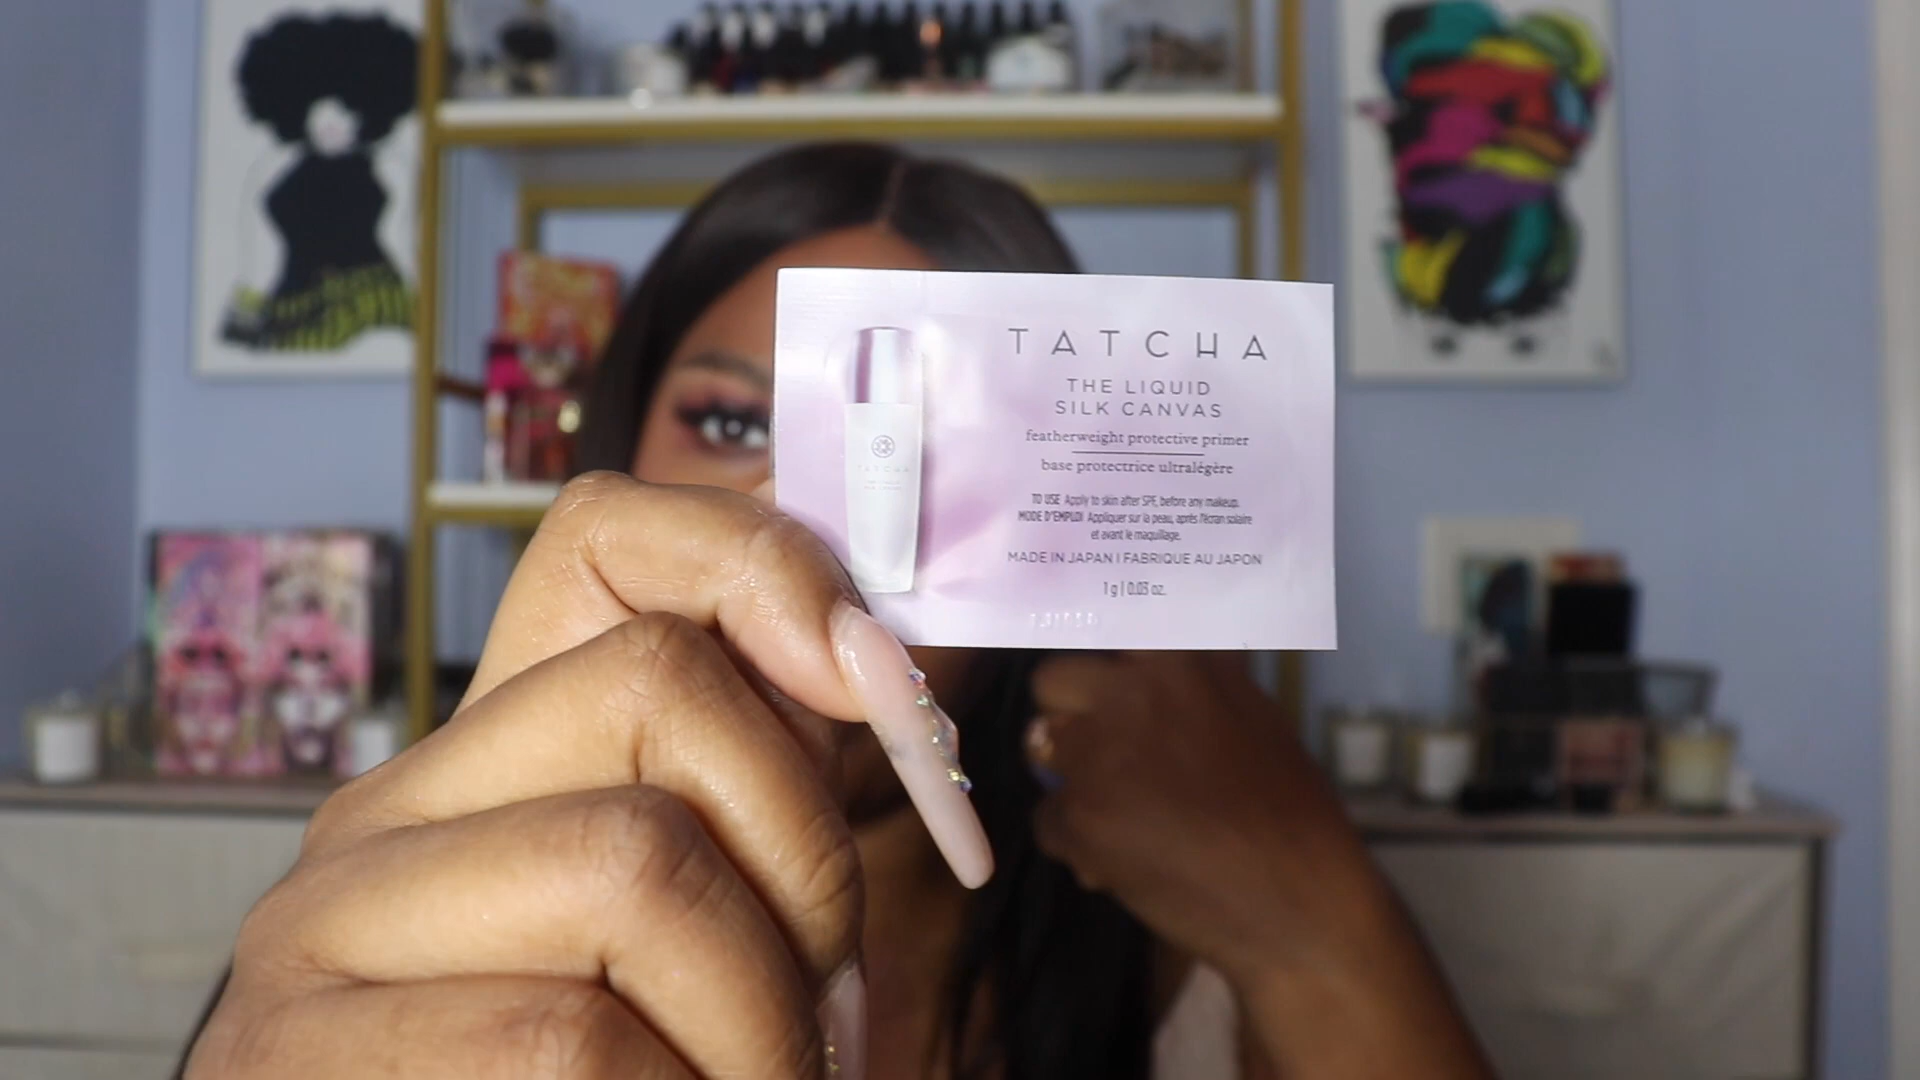 TATCHA
THE LIQUID
SILK CANVAS
featherweight protective primer
base protectrice ultralégère
TO USE Apply to skin after SPF, before any makeup.
MODE D'EMPLOI Appliquer sur la peau, après l'écran solaire
et avant le maquillage.
MADE IN JAPAN | FABRIQUE AU JAPON
1 g | 0.03 oz.
TATCHA